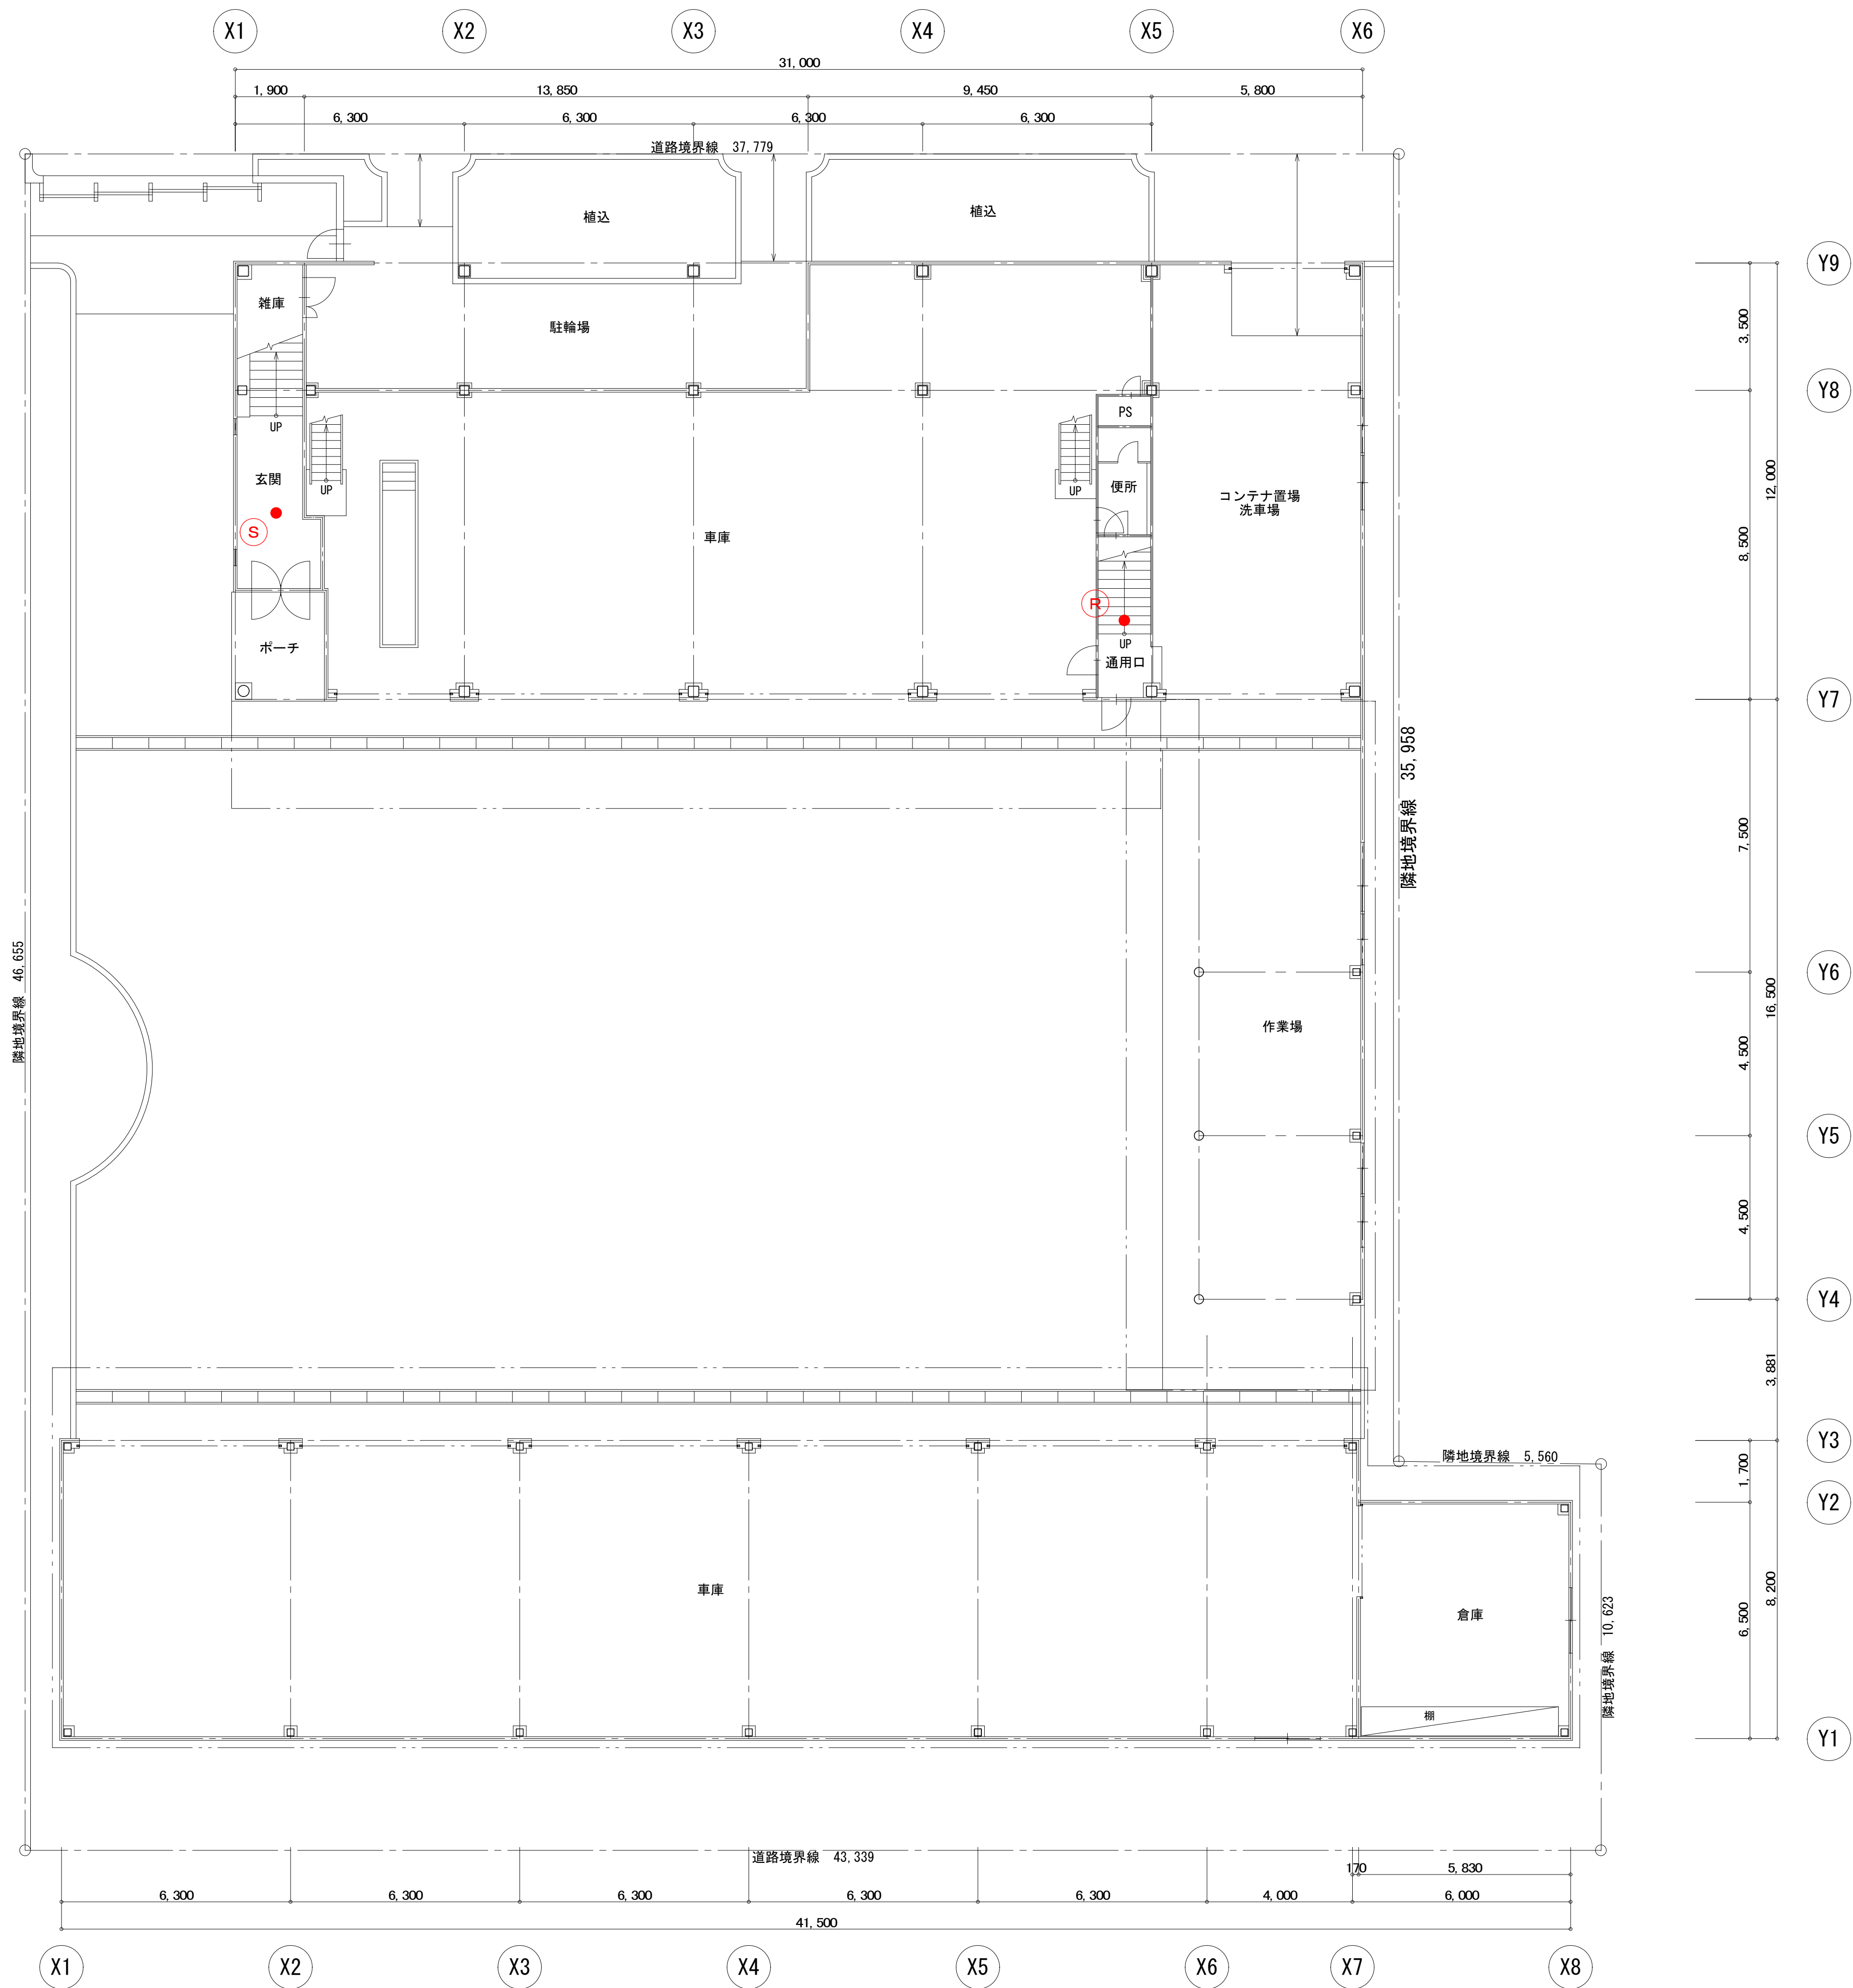 X1 X2 X3 X4 X5 X6
31,000
1,900 13,850 9,450 5,800
6,300 6,300 6,300 6,300
道路境界線 37,779
植込
植込
Y9
雑庫
駐輪場
3,500
Y8
PS
UP
玄関
UP
UP
便所
コンテナ置場
洗車場
12,000
S
車庫
8,500
R
ポーチ
UP
通用口
Y7
隣地境界線 35,958
7,500
隣地境界線 46,655
Y6
16,500
作業場
4,500
Y5
4,500
Y4
3,881
Y3
隣地境界線 5,560
1,700
Y2
車庫
倉庫
8,200
6,500
隣地境界線 10,623
棚
Y1
道路境界線 43,339
170 5,830
6,300 6,300 6,300 6,300 6,300 4,000 6,000
41,500
X1 X2 X3 X4 X5 X6 X7 X8